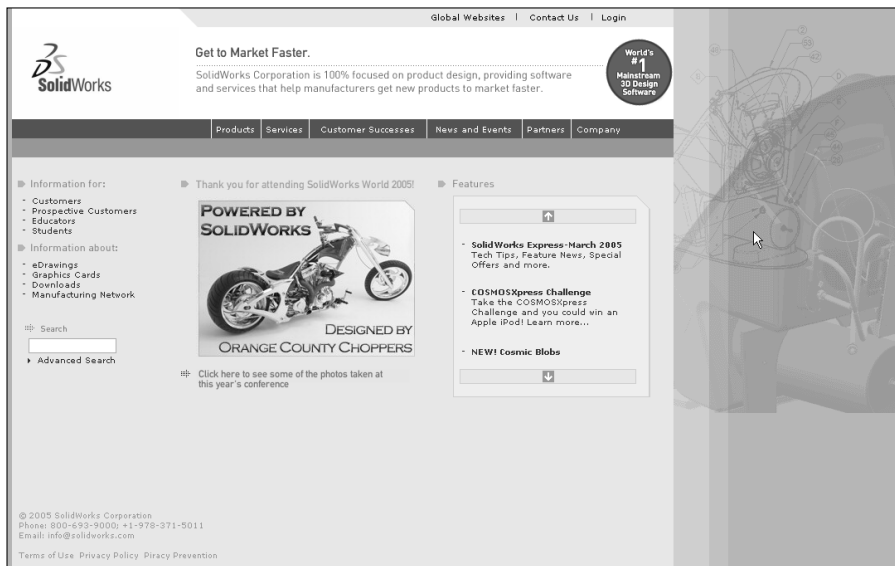 Global Websites | Contact Us | Login
SolidWorks
Get to Market Faster.
SolidWorks Corporation is 100% focused on product design, providing software
and services that help manufacturers get new products to market faster.
World's
#1
Mainstream
3D Design
Software
Products | Services | Customer Successes | News and Events | Partners | Company
Information for:
- Customers
- Prospective Customers
- Educators
- Students
Information about:
- eDrawings
- Graphics Cards
- Downloads
- Manufacturing Network
Search
Advanced Search
Thank you for attending SolidWorks World 2005!
POWERED BY
SOLIDWORKS
DESIGNED BY
ORANGE COUNTY CHOPPERS
Click here to see some of the photos taken at
this year's conference
Features
- SolidWorks Express-March 2005
Tech Tips, Feature News, Special
Offers and more.
- COSMOSXpress Challenge
Take the COSMOSXpress
Challenge and you could win an
Apple iPod! Learn more...
- NEW! Cosmic Blobs
© 2005 SolidWorks Corporation
Phone: 800-693-9000; +1-978-371-5011
Email: info@solidworks.com
Terms of Use Privacy Policy Piracy Prevention